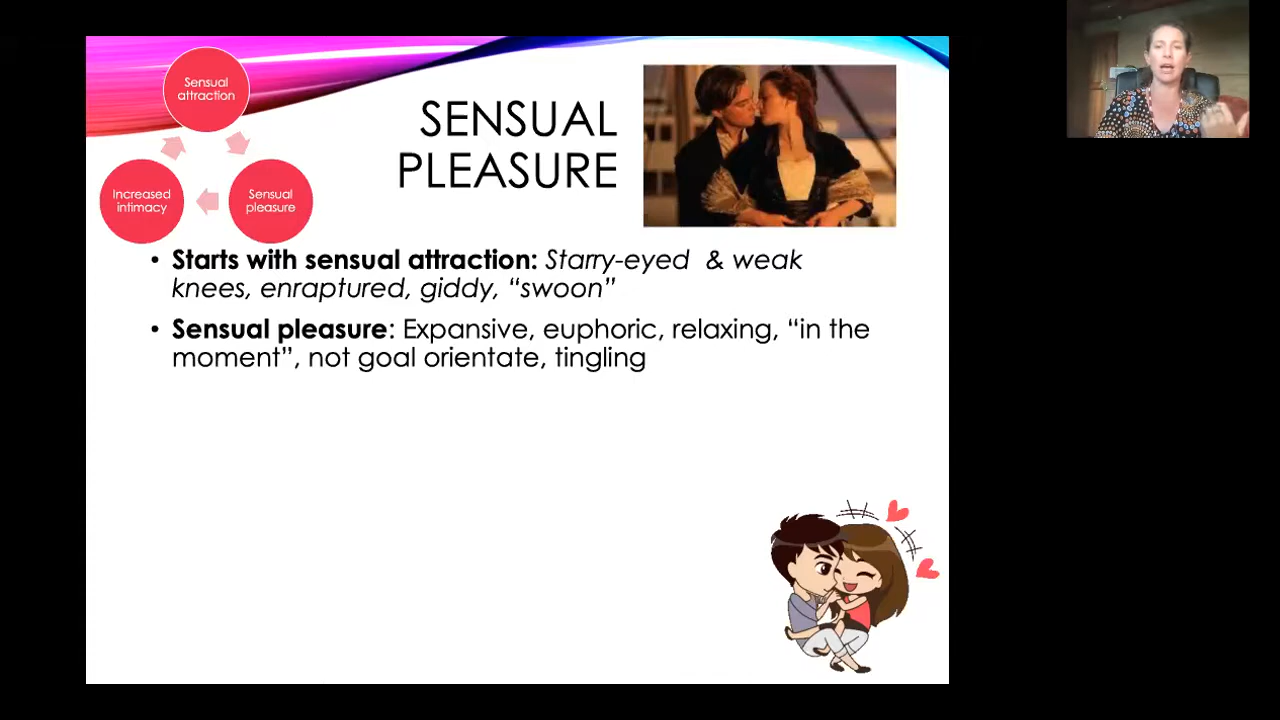 Sensual
attraction
Increased
intimacy
Sensual
pleasure
SENSUAL
PLEASURE
• Starts with sensual attraction: Starry-eyed & weak
knees, enraptured, giddy, “swoon”
• Sensual pleasure: Expansive, euphoric, relaxing, “in the
moment”, not goal orientate, tingling